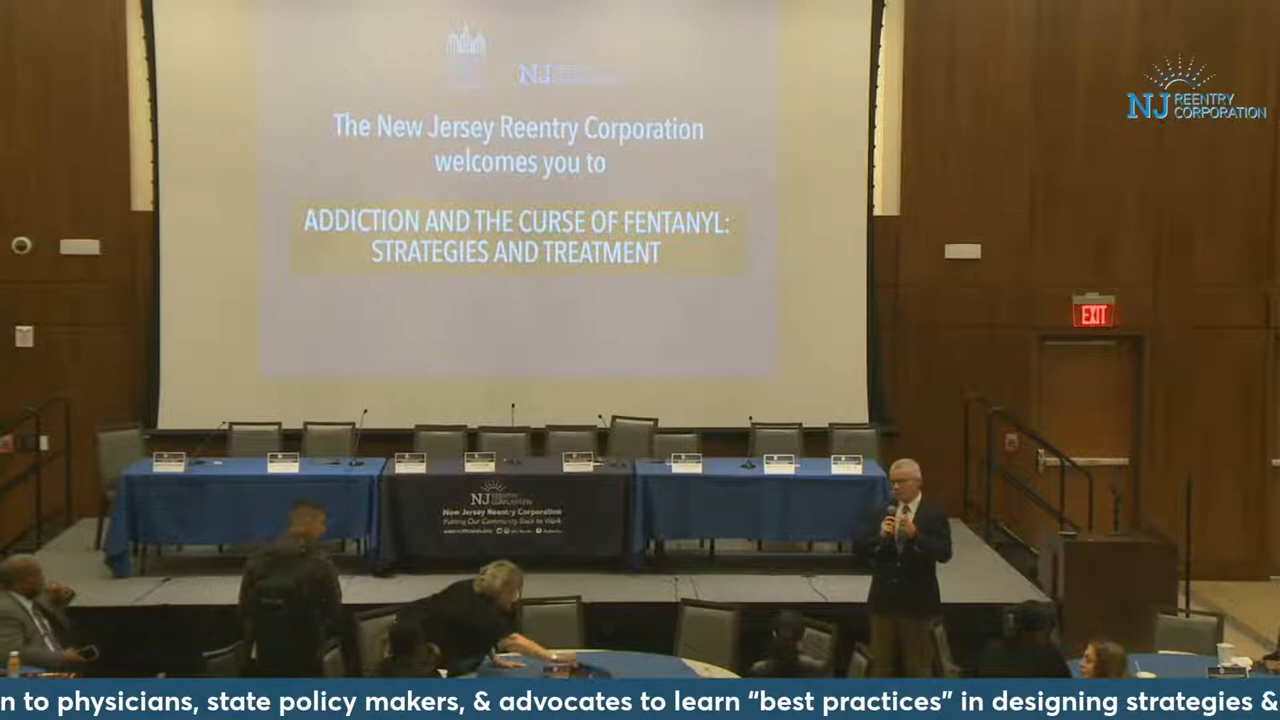 NJ
The New Jersey Reentry Corporation
welcomes you to
ADDICTION AND THE CURSE OF FENTANYL:
STRATEGIES AND TREATMENT
NJ REENTRY
CORPORATION
EXIT
NJ REENTRY
CORPORATION
New Jersey Reentry Corporation
Putting Our Community Back to Work
n to physicians, state policy makers, & advocates to learn “best practices” in designing strategies &